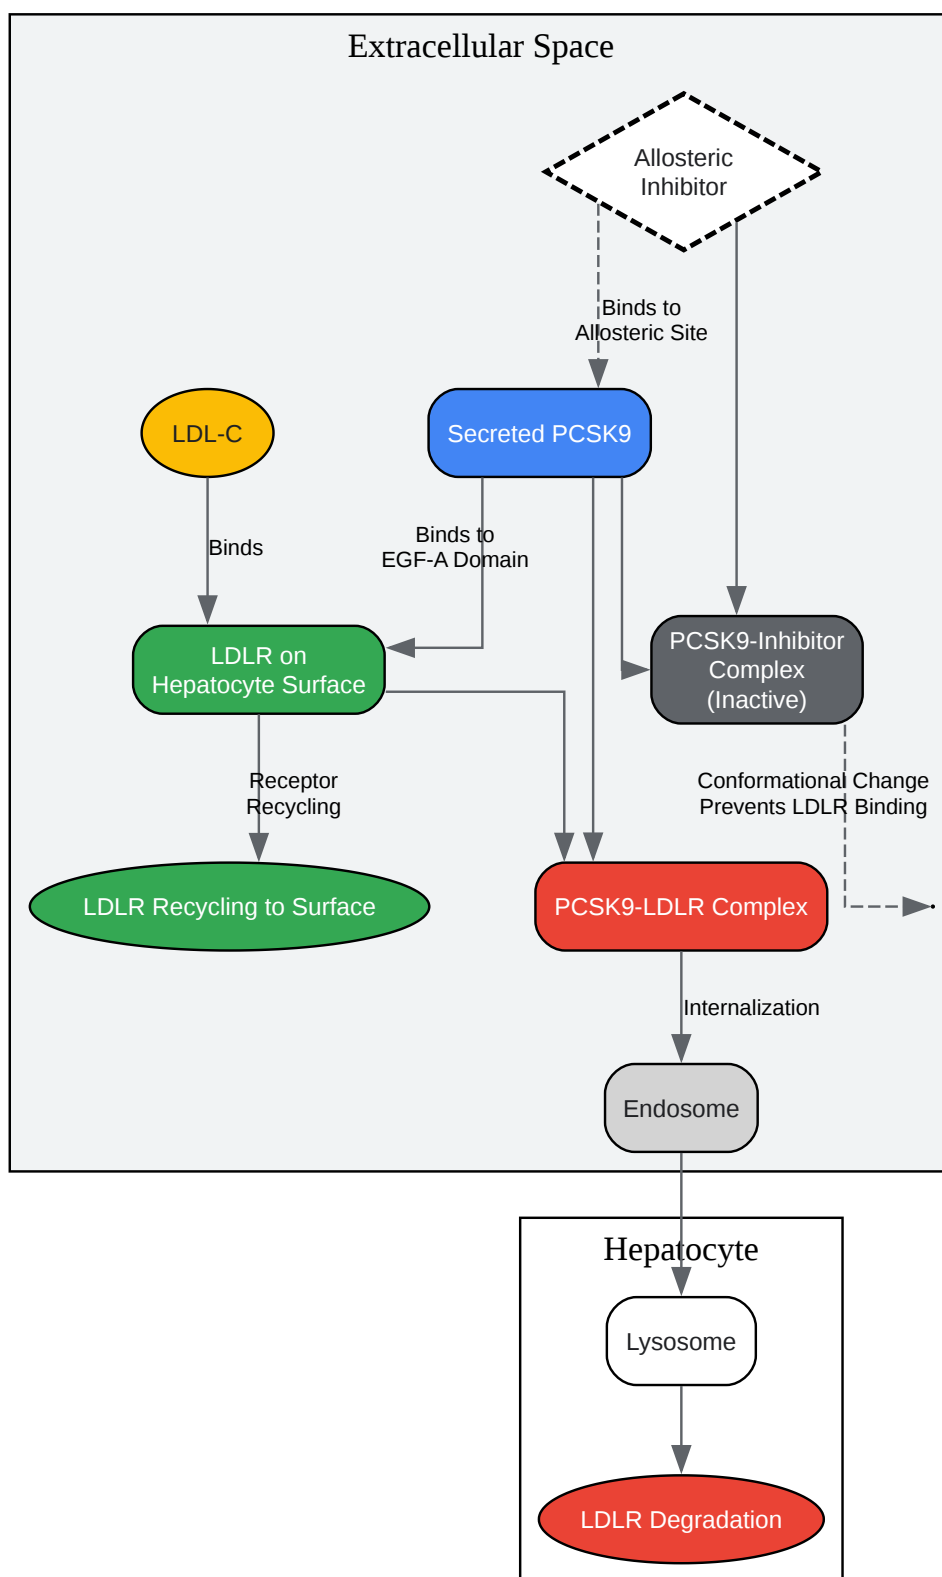 Extracellular Space
Allosteric
Inhibitor
Binds to
Allosteric Site
LDL-C
Secreted PCSK9
Binds
Binds to
EGF-A Domain
LDLR on
Hepatocyte Surface
PCSK9-Inhibitor
Complex
(Inactive)
Receptor
Recycling
Conformational Change
Prevents LDLR Binding
LDLR Recycling to Surface
PCSK9-LDLR Complex
Internalization
Endosome
Hepatocyte
Lysosome
LDLR Degradation